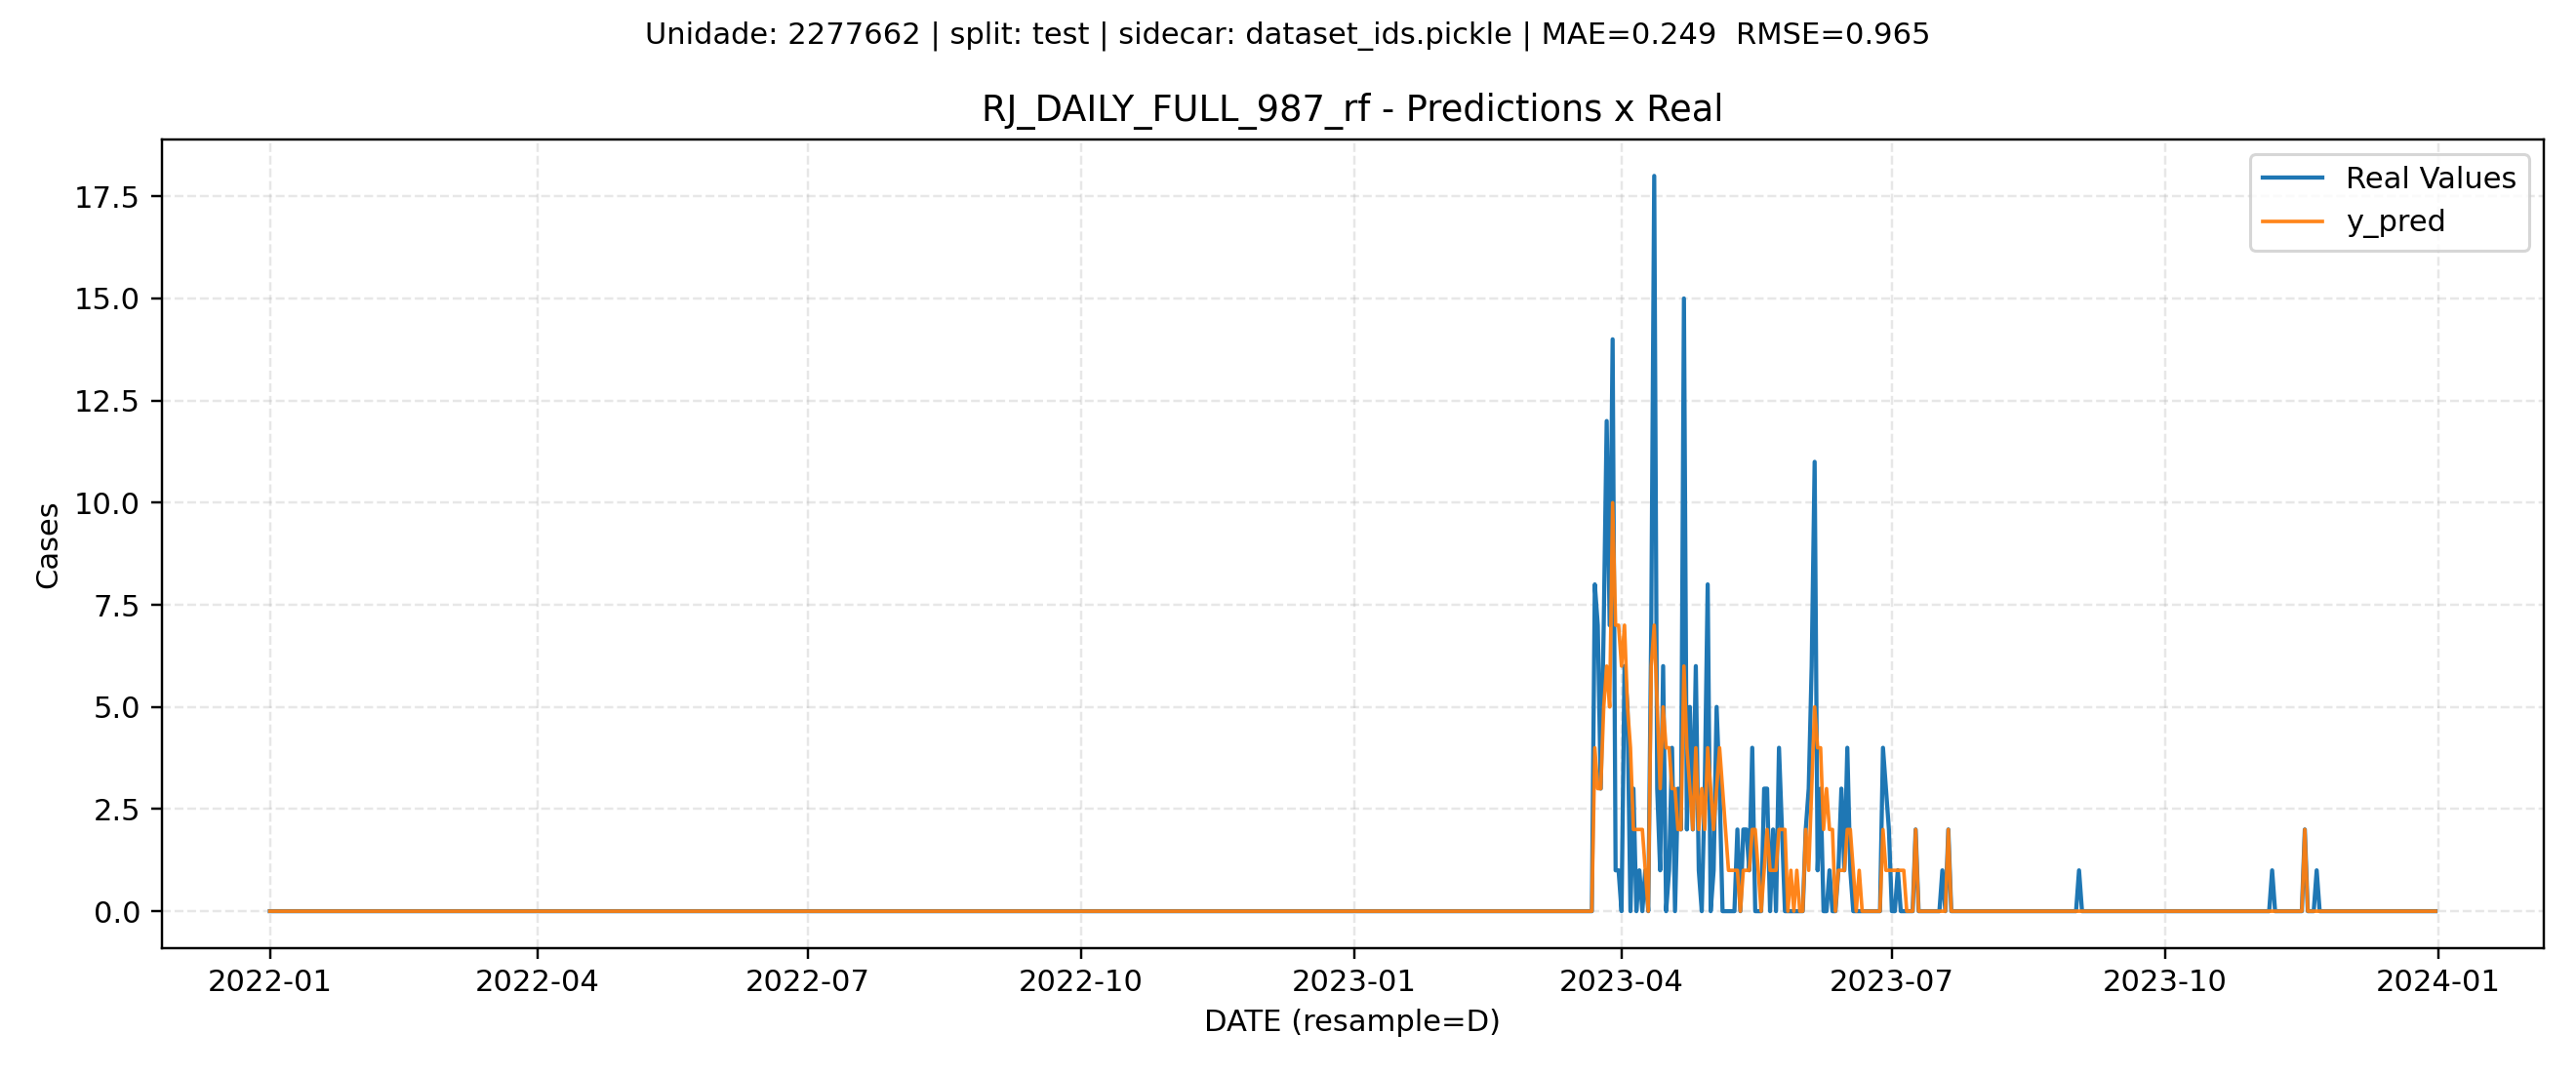 Unidade: 2277662 | split: test | sidecar: dataset_ids.pickle | MAE=0.249  RMSE=0.965
RJ_DAILY_FULL_987_rf - Predictions x Real
Real Values
y_pred
17.5
15.0
12.5
10.0
7.5
5.0
2.5
0.0
Cases
2022-01
2022-04
2022-07
2022-10
2023-01
2023-04
2023-07
2023-10
2024-01
DATE (resample=D)